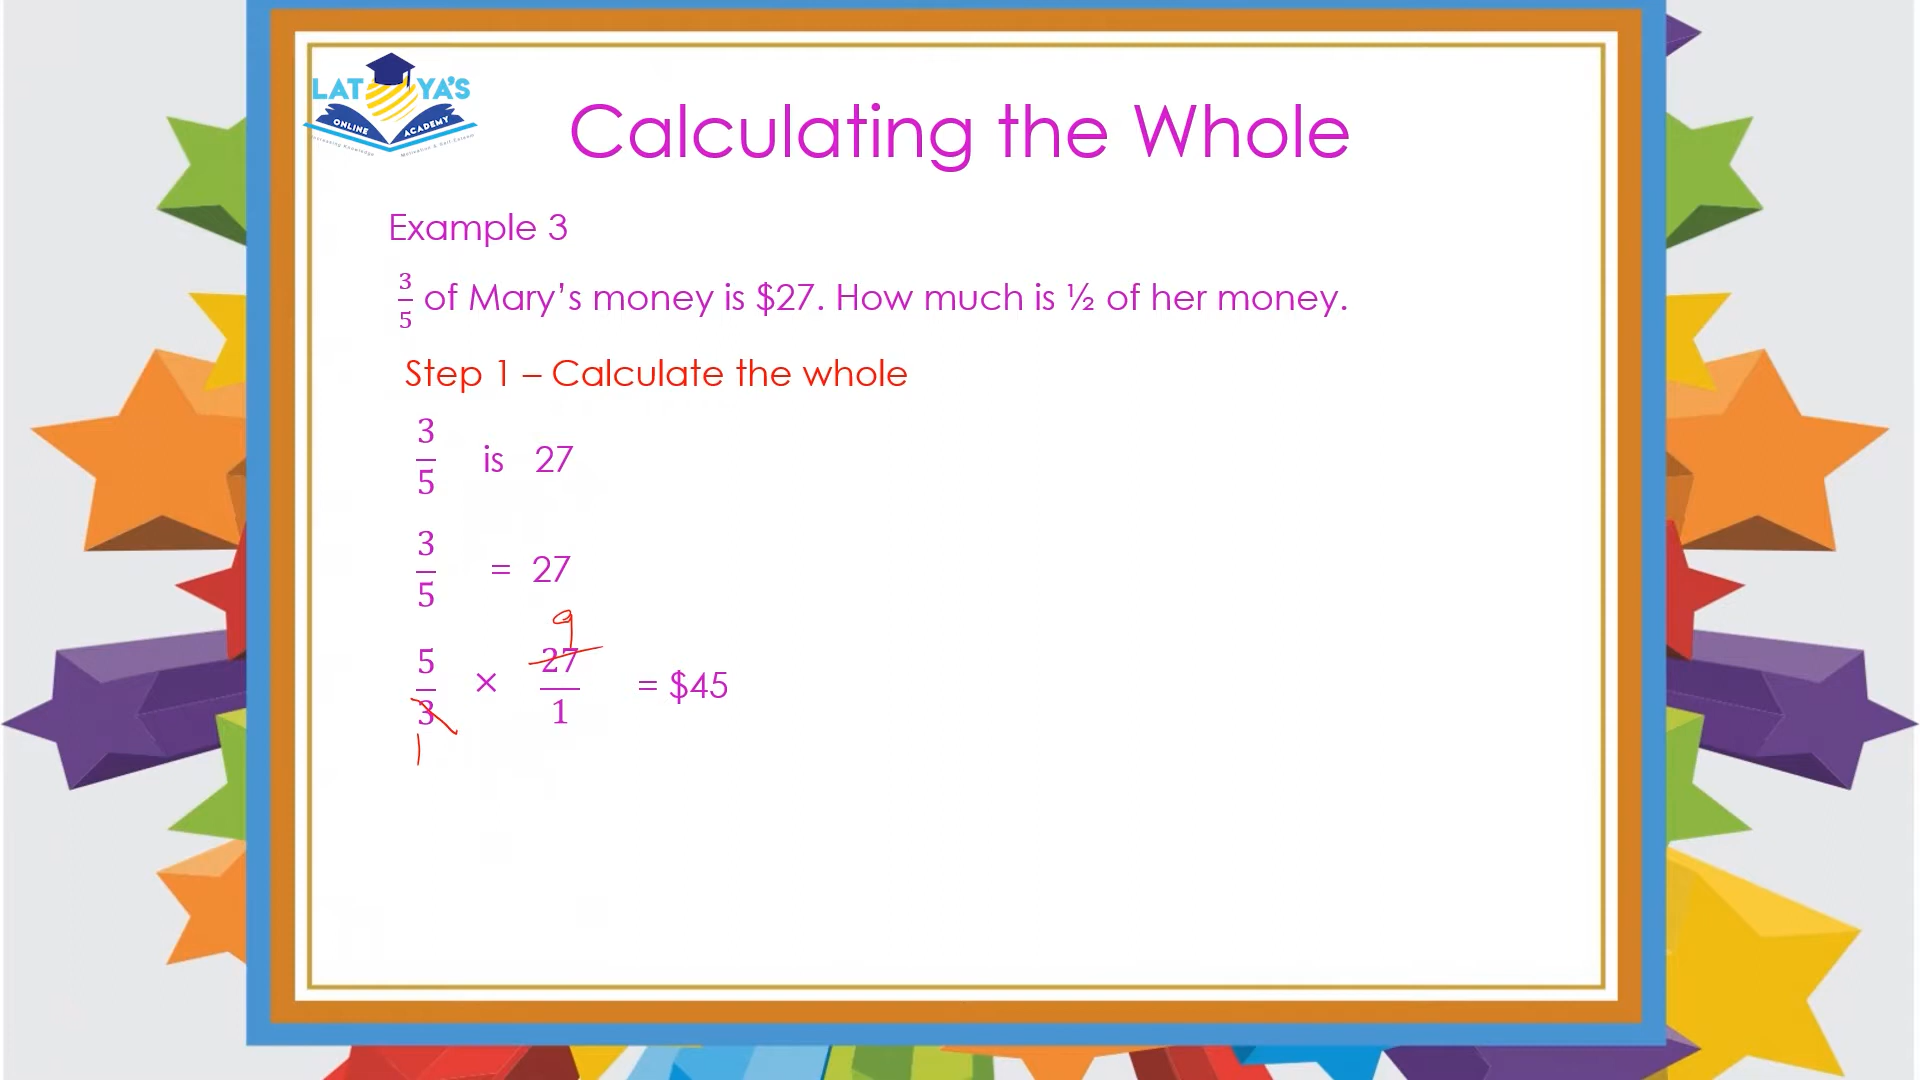 LATOYA'S
ONLINE ACADEMY
Calculating the Whole
Example 3
3/5 of Mary’s money is $27. How much is ½ of her money.
Step 1 – Calculate the whole
3/5 is 27
3/5 = 27
9
5/3 × 27/1 = $45
1